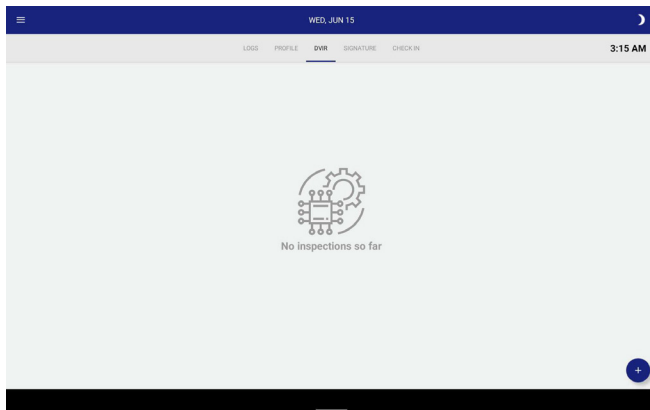 WED, JUN 15
LOGS PROFILE DVIR SIGNATURE CHECK IN 3:15 AM
No inspections so far